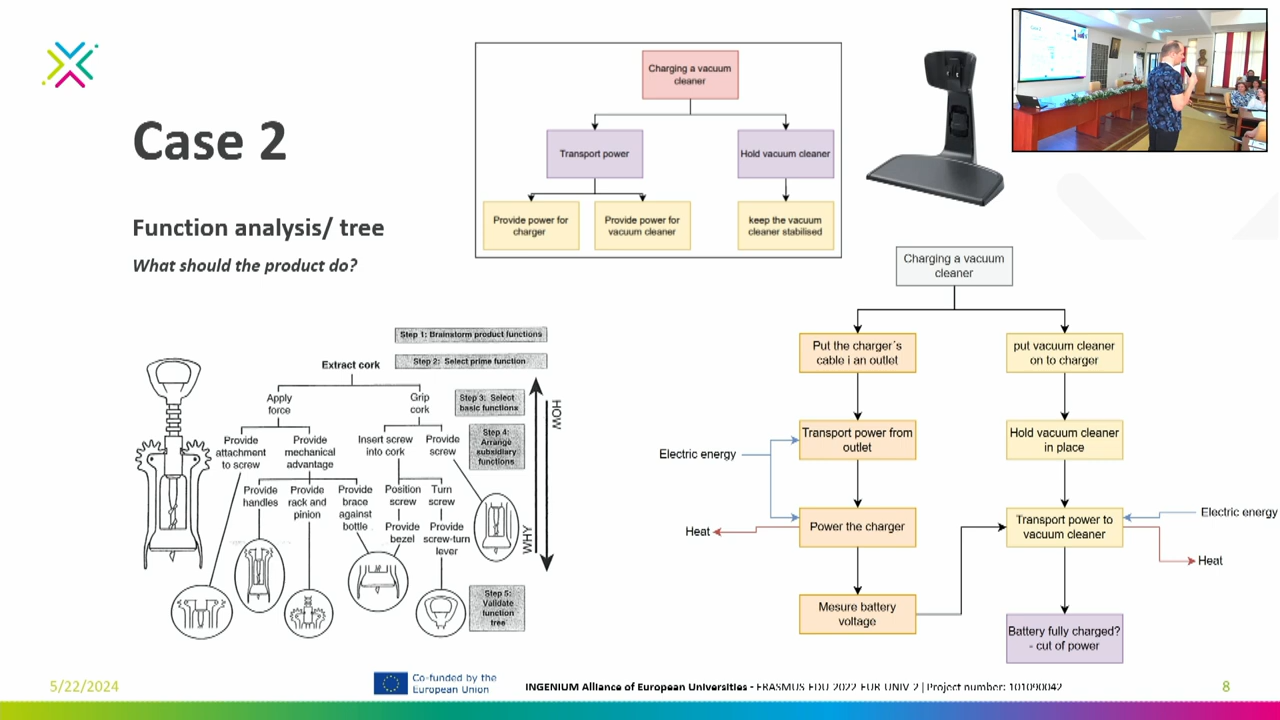 Case 2
Function analysis/ tree
What should the product do?
Charging a vacuum
cleaner
Transport power
Hold vacuum cleaner
Provide power for
charger
Provide power for
vacuum cleaner
keep the vacuum
cleaner stabilised
Step 1: Brainstorm product functions
Step 2: Select prime function
Extract cork
Step 3: Select
basic functions
Apply
force
Grip
cork
Step 4:
Arrange
subsidiary
functions
Provide
attachment
to screw
Provide
mechanical
advantage
Insert screw
into cork
Provide
screw
Provide
handles
Provide
rack and
pinion
Provide
brace
against
bottle
Position
screw
Turn
screw
Provide
bezel
Provide
screw-turn
lever
Step 5:
Validate
function
tree
HOW
WHY
Charging a vacuum
cleaner
Put the charger´s
cable i an outlet
put vacuum cleaner
on to charger
Transport power from
outlet
Hold vacuum cleaner
in place
Electric energy
Power the charger
Heat
Transport power to
vacuum cleaner
Electric energy
Heat
Mesure battery
voltage
Battery fully charged?
- cut of power
5/22/2024
Co-funded by the
European Union
INGENIUM Alliance of European Universities - ERASMUS-EDU-2022-EUR-UNIV-2 | Project number: 101090042
8